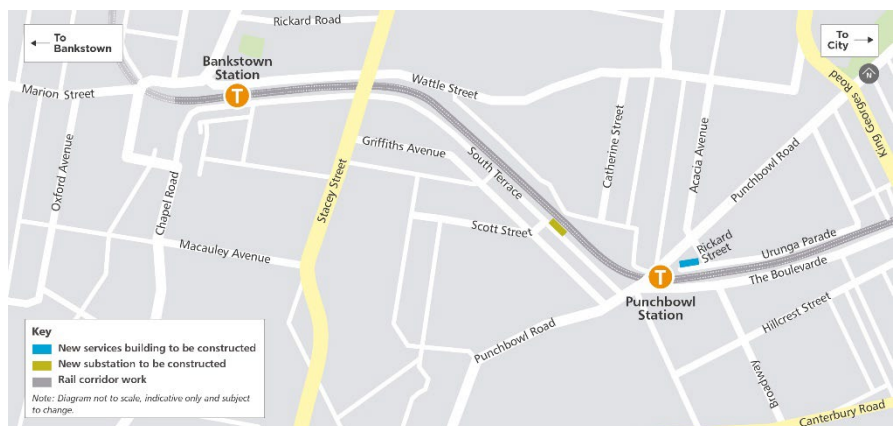 To
Bankstown
Rickard Road
To
City
N
Bankstown
Station
T
Marion Street
Wattle Street
King Georges Road
Griffiths Avenue
South Terrace
Catherine Street
Acacia Avenue
Punchbowl Road
Oxford Avenue
Chapel Road
Stacey Street
Scott Street
Macauley Avenue
Rickard
Street
Urunga Parade
The Boulevarde
T
Punchbowl
Station
Hillcrest Street
Punchbowl Road
Broadway
Canterbury Road
Key
New services building to be constructed
New substation to be constructed
Rail corridor work
Note: Diagram not to scale, indicative only and subject
to change.